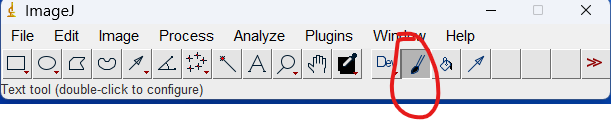 ImageJ
File Edit Image Process Analyze Plugins Window Help
A Dev >>
Text tool (double-click to configure)